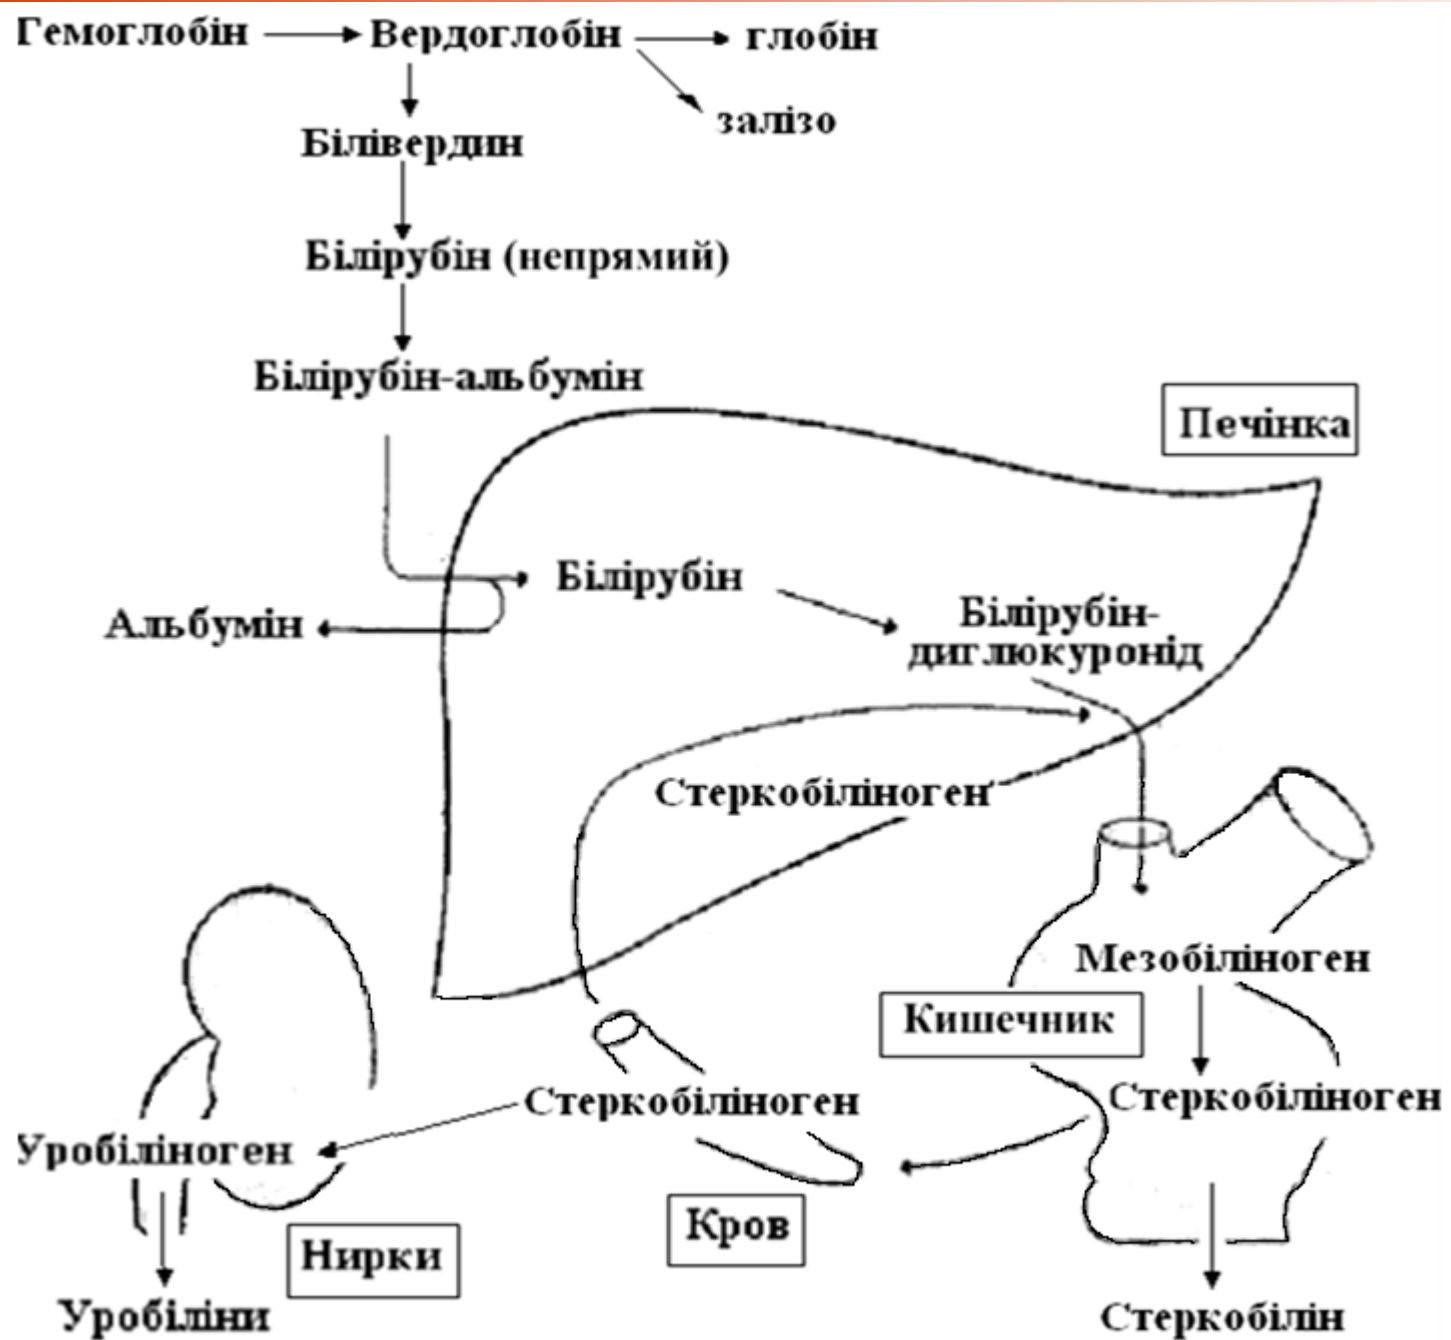 Гемоглобін Вердоглобін глобін
залізо
Білівердин
Білірубін (непрямий)
Білірубін-альбумін
Печінка
Білірубін
Білірубін-
диглюкуронід
Альбумін
Стеркобіліноген
Мезобіліноген
Кишечник
Стеркобіліноген
Стеркобіліноген
Уробіліноген
Кров
Нирки
Уробіліни
Стеркобілін